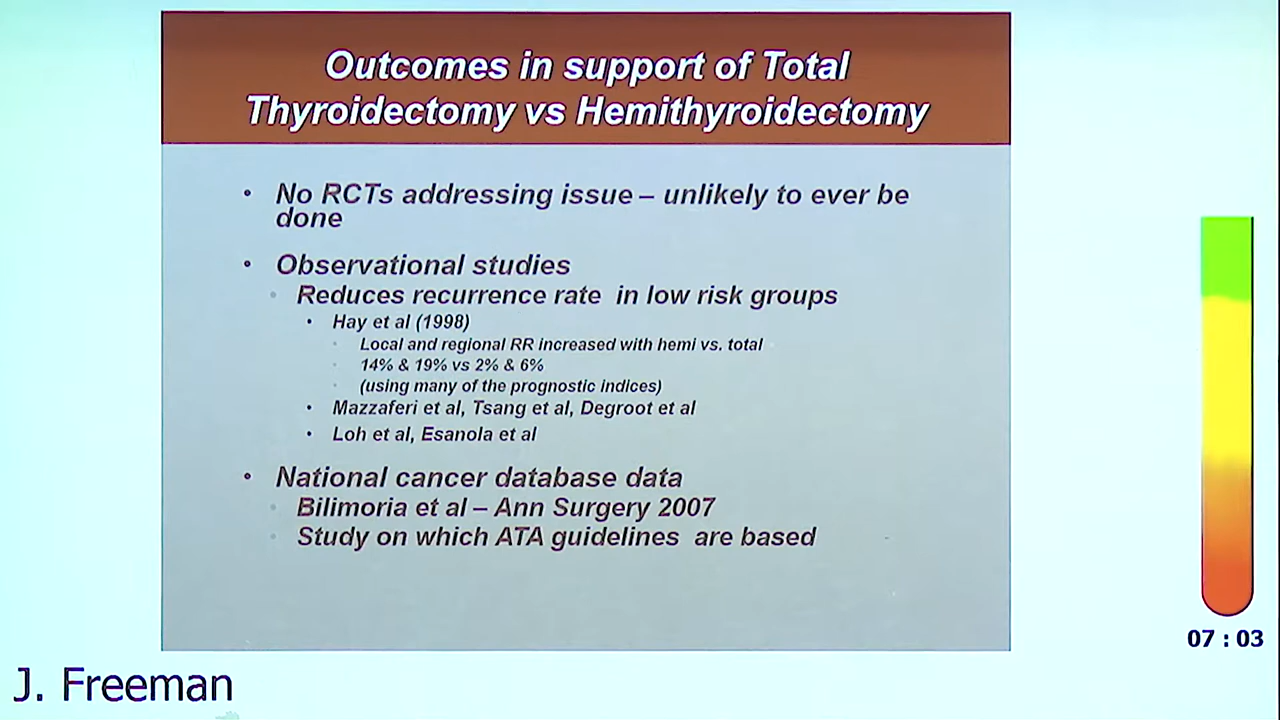 Outcomes in support of Total
Thyroidectomy vs Hemithyroidectomy
• No RCTs addressing issue – unlikely to ever be
done
• Observational studies
• Reduces recurrence rate in low risk groups
• Hay et al (1998)
• Local and regional RR increased with hemi vs. total
• 14% & 19% vs 2% & 6%
• (using many of the prognostic indices)
• Mazzaferi et al, Tsang et al, Degroot et al
• Loh et al, Esanola et al
• National cancer database data
• Bilimoria et al – Ann Surgery 2007
• Study on which ATA guidelines are based
07 : 03
J. Freeman